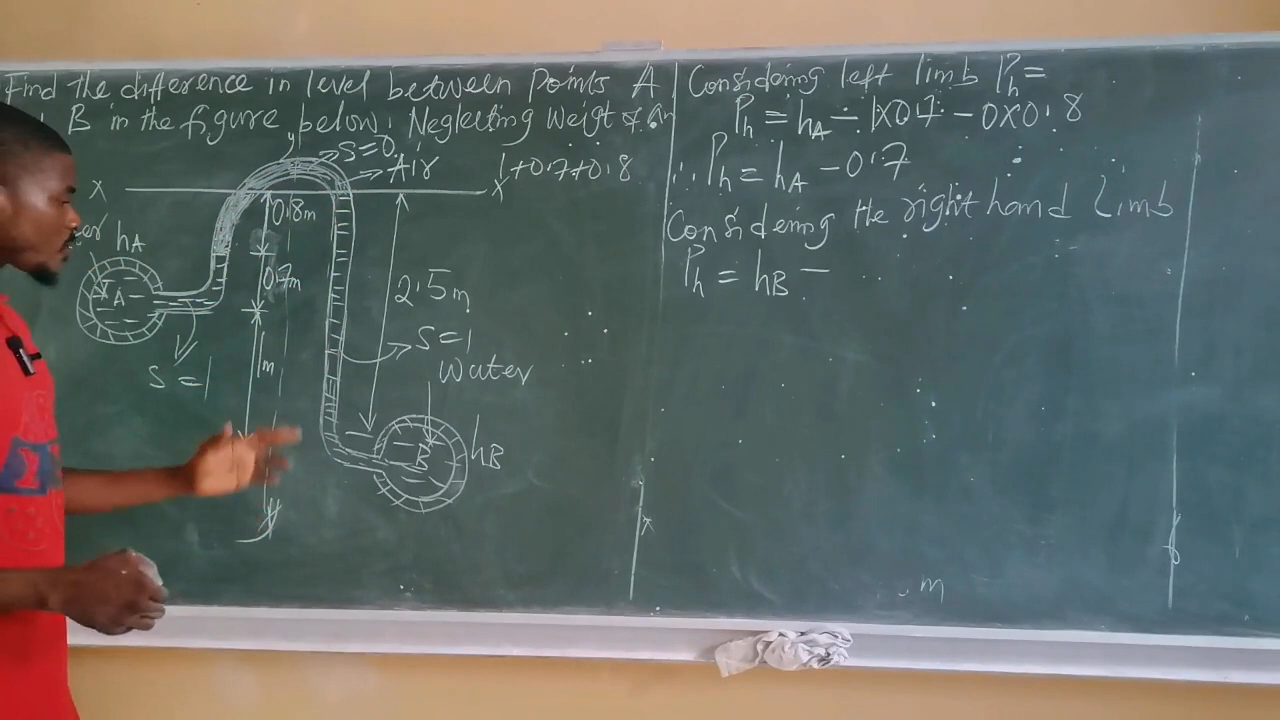 Find the difference in level between Points A
B in the figure below. Neglecting Weigt of
S=0
Air
1+0.7+0.8
X
X
0.8m
hA
A
0.7m
2.5m
S=1
Water
1m
S=1
B
hB
Considering left limb Ph=
Ph = hA - 1x0.7 - 0x0.8
∴ Ph = hA - 0.7
Considering the right hand Limb
Ph = hB -
m